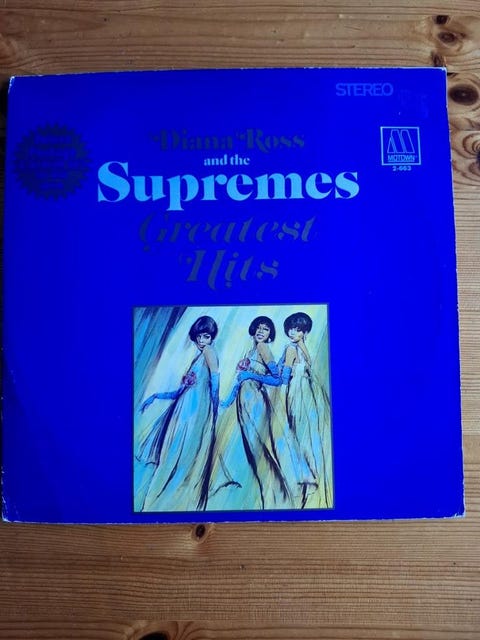 STEREO
Diana Ross
and the
Supremes
Greatest
Hits
MOTOWN
2-663